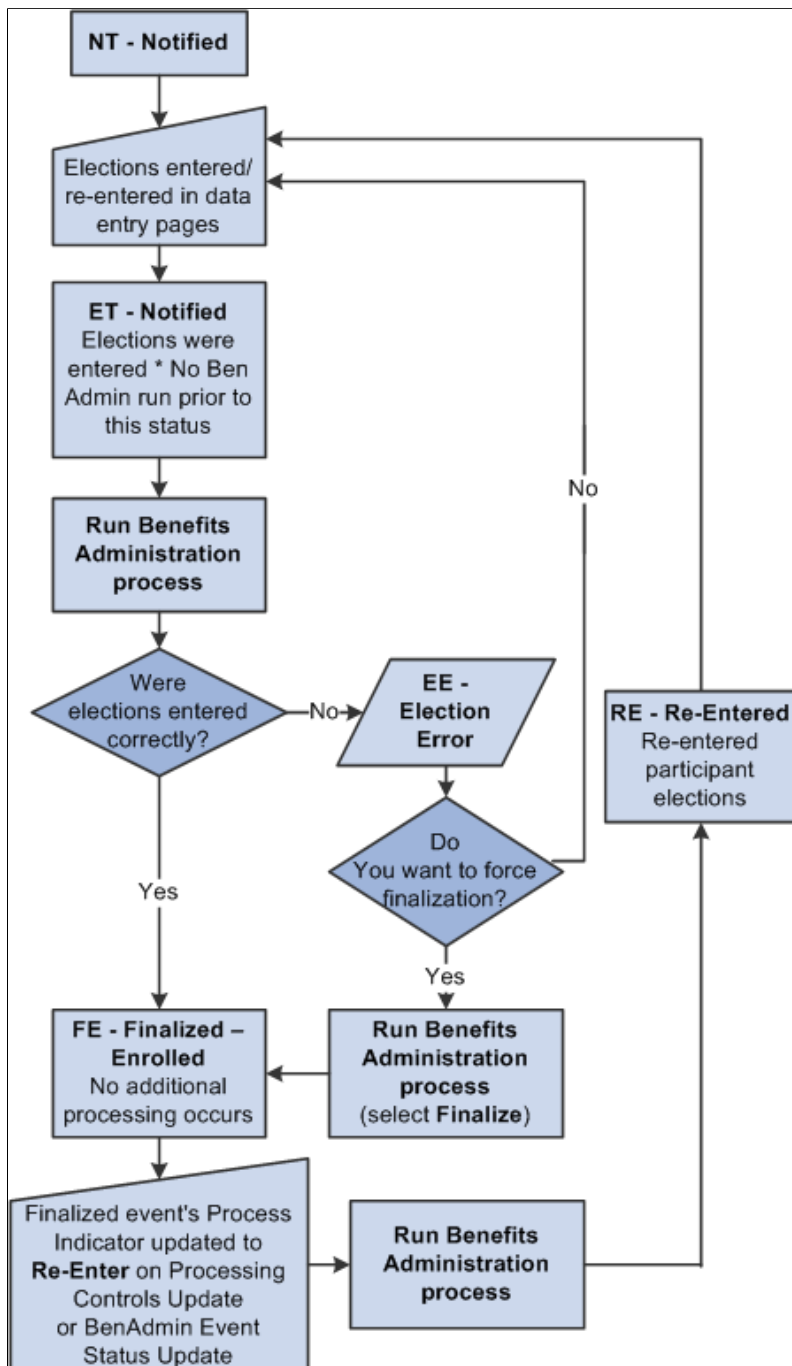 NT - Notified
Elections entered/
re-entered in data
entry pages
ET - Notified
Elections were
entered * No Ben
Admin run prior to
this status
Run Benefits
Administration
process
Were
elections entered
correctly?
No
EE -
Election
Error
Do
You want to force
finalization?
No
Yes
Yes
RE - Re-Entered
Re-entered
participant
elections
FE - Finalized –
Enrolled
No additional
processing occurs
Run Benefits
Administration
process
(select Finalize)
Finalized event's Process
Indicator updated to
Re-Enter on Processing
Controls Update
or BenAdmin Event
Status Update
Run Benefits
Administration
process